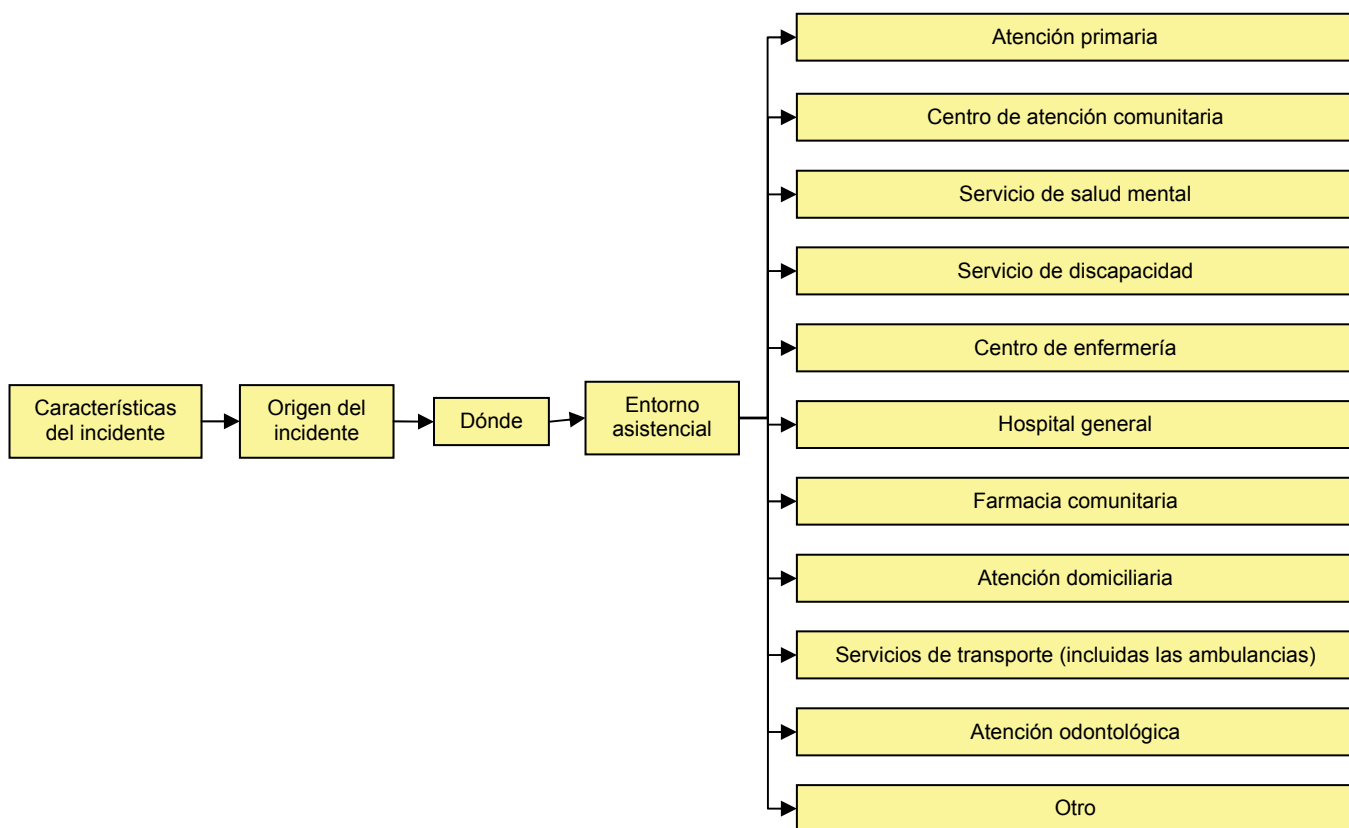 Características
del incidente
Origen del
incidente
Dónde
Entorno
asistencial
Atención primaria
Centro de atención comunitaria
Servicio de salud mental
Servicio de discapacidad
Centro de enfermería
Hospital general
Farmacia comunitaria
Atención domiciliaria
Servicios de transporte (incluidas las ambulancias)
Atención odontológica
Otro